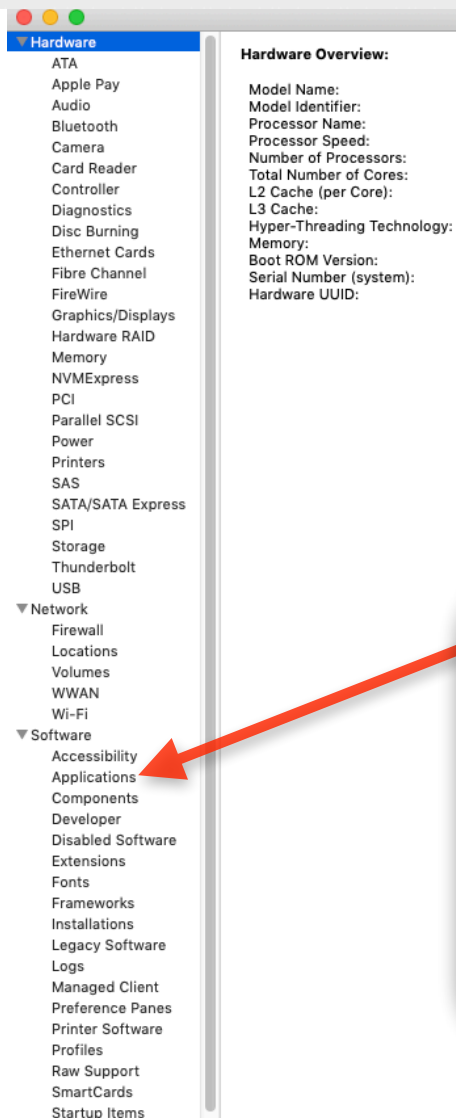 Hardware
ATA
Apple Pay
Audio
Bluetooth
Camera
Card Reader
Controller
Diagnostics
Disc Burning
Ethernet Cards
Fibre Channel
FireWire
Graphics/Displays
Hardware RAID
Memory
NVMExpress
PCI
Parallel SCSI
Power
Printers
SAS
SATA/SATA Express
SPI
Storage
Thunderbolt
USB
Network
Firewall
Locations
Volumes
WWAN
Wi-Fi
Software
Accessibility
Applications
Components
Developer
Disabled Software
Extensions
Fonts
Frameworks
Installations
Legacy Software
Logs
Managed Client
Preference Panes
Printer Software
Profiles
Raw Support
SmartCards
Startup Items
Hardware Overview:
Model Name:
Model Identifier:
Processor Name:
Processor Speed:
Number of Processors:
Total Number of Cores:
L2 Cache (per Core):
L3 Cache:
Hyper-Threading Technology:
Memory:
Boot ROM Version:
Serial Number (system):
Hardware UUID: